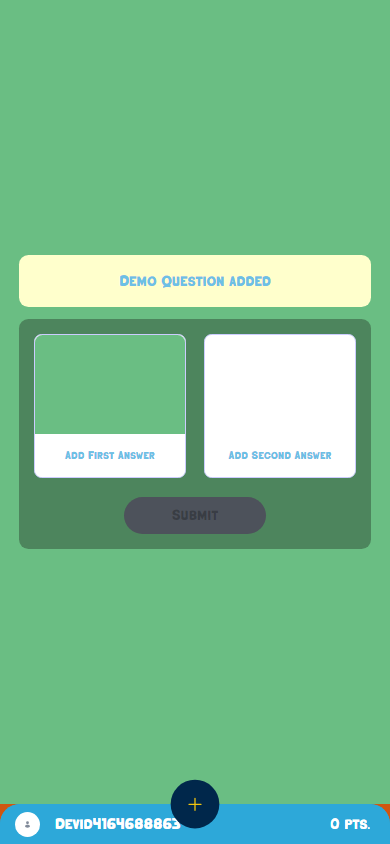 Demo Question added
Add First Answer
Add Second Answer
Submit
Devid4164688863
0 pts.